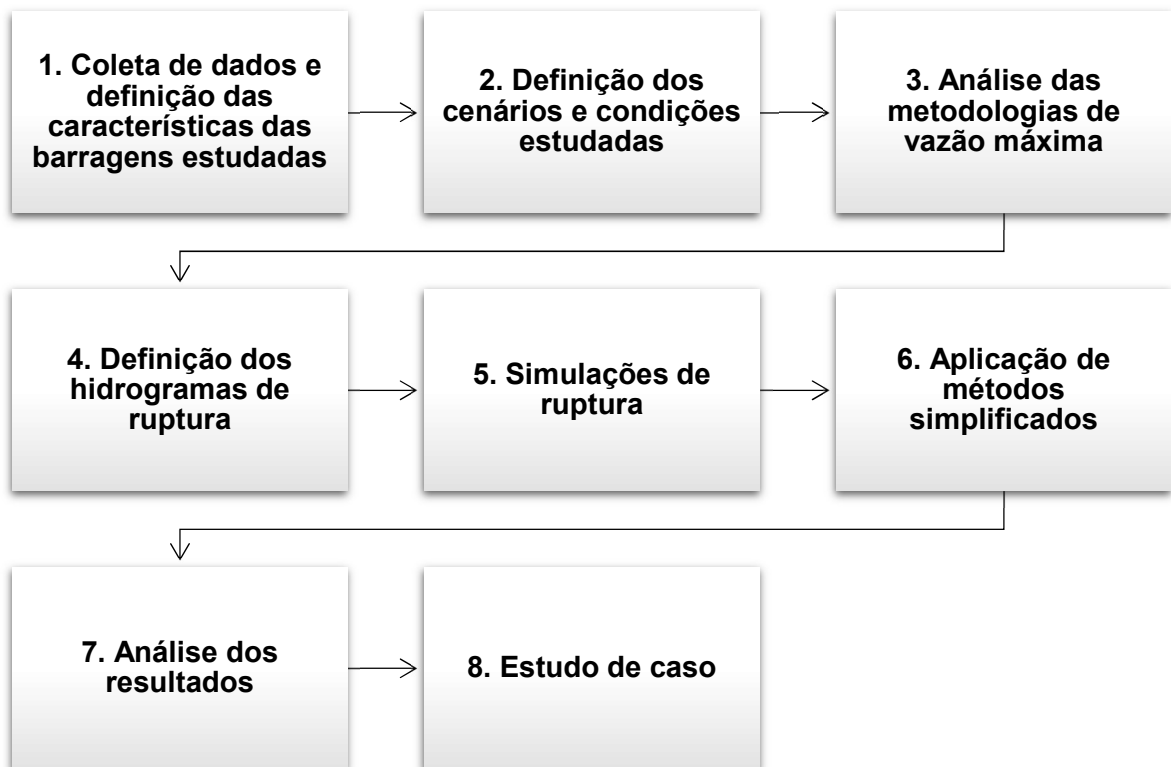 1. Coleta de dados e
definição das
características das
barragens estudadas
2. Definição dos
cenários e condições
estudadas
3. Análise das
metodologias de
vazão máxima
4. Definição dos
hidrogramas de
ruptura
5. Simulações de
ruptura
6. Aplicação de
métodos
simplificados
7. Análise dos
resultados
8. Estudo de caso